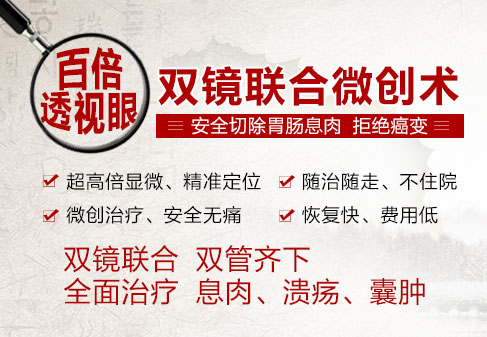 百倍
透视眼
双镜联合微创术
安全切除胃肠息肉 拒绝癌变
超高倍显微、精准定位
随治随走、不住院
微创治疗、安全无痛
恢复快、费用低
双镜联合 双管齐下
全面治疗 息肉、溃疡、囊肿